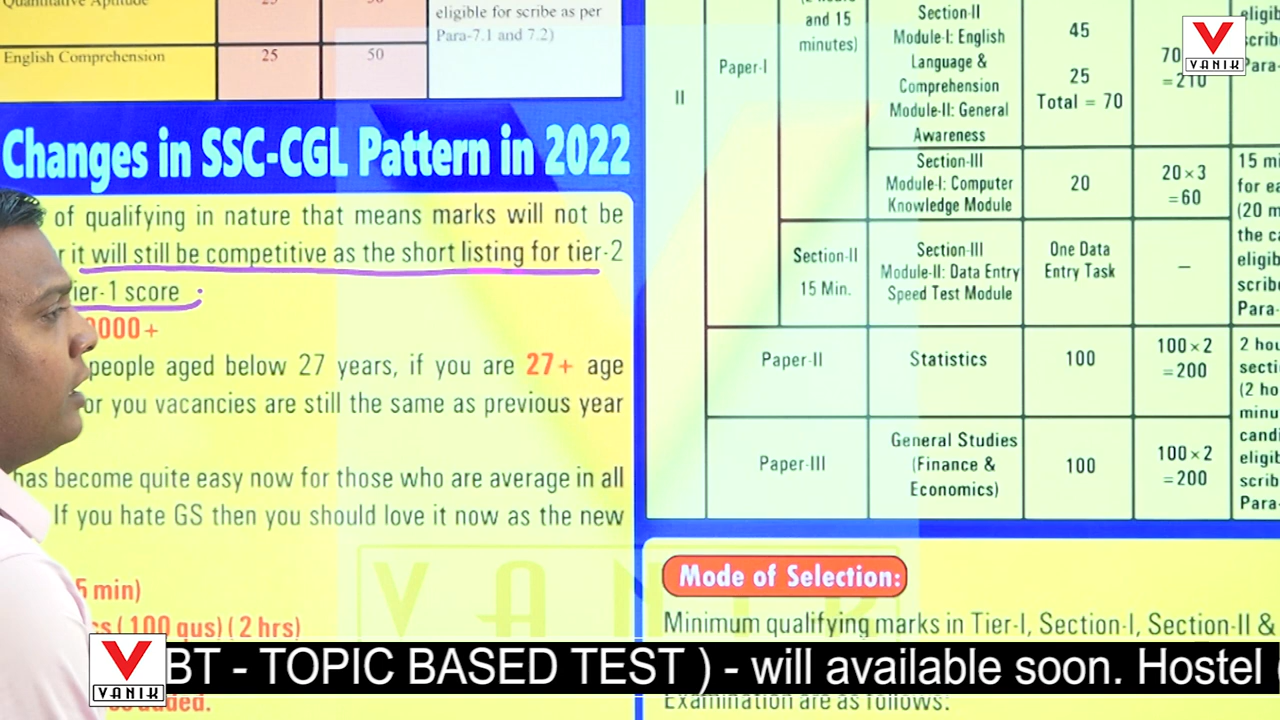 Quantitative Aptitude 25 50
English Comprehension 25 50
eligible for scribe as per
Para-7.1 and 7.2)
Changes in SSC-CGL Pattern in 2022
of qualifying in nature that means marks will not be
r it will still be competitive as the short listing for tier-2
ier-1 score
0000+
people aged below 27 years, if you are 27+ age
or you vacancies are still the same as previous year
has become quite easy now for those who are average in all
If you hate GS then you should love it now as the new
5 min)
cs ( 100 qus) ( 2 hrs)
added.
II
Paper-I
and 15
minutes)
Section-II
Module-I: English
Language &
Comprehension
Module-II: General
Awareness
45
25
Total = 70
70
=210
eligib
scrib
Para-
Section-III
Module-I: Computer
Knowledge Module
20
20×3
=60
Section-II
15 Min.
Section-III
Module-II: Data Entry
Speed Test Module
One Data
Entry Task
–
15 mi
for ea
(20 m
the ca
eligib
scribe
Para-
Paper-II
Statistics
100
100×2
=200
2 hou
secti
(2 ho
minu
candi
eligib
scrib
Para-
Paper-III
General Studies
(Finance &
Economics)
100
100×2
=200
VANIK
Mode of Selection:
Minimum qualifying marks in Tier-I, Section-I, Section-II &
Examination are as follows:
VANIK
VANIK
BT - TOPIC BASED TEST ) - will available soon. Hostel